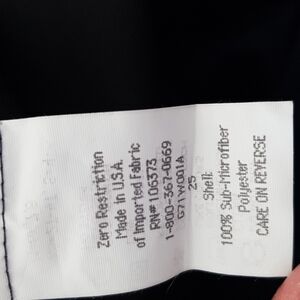 Zero Restriction
Made in U.S.A.
of Imported Fabric
RN# 106373
1-800-367-0669
G71W001A
25
Shell:
100% Sub-Microfiber
Polyester
CARE ON REVERSE